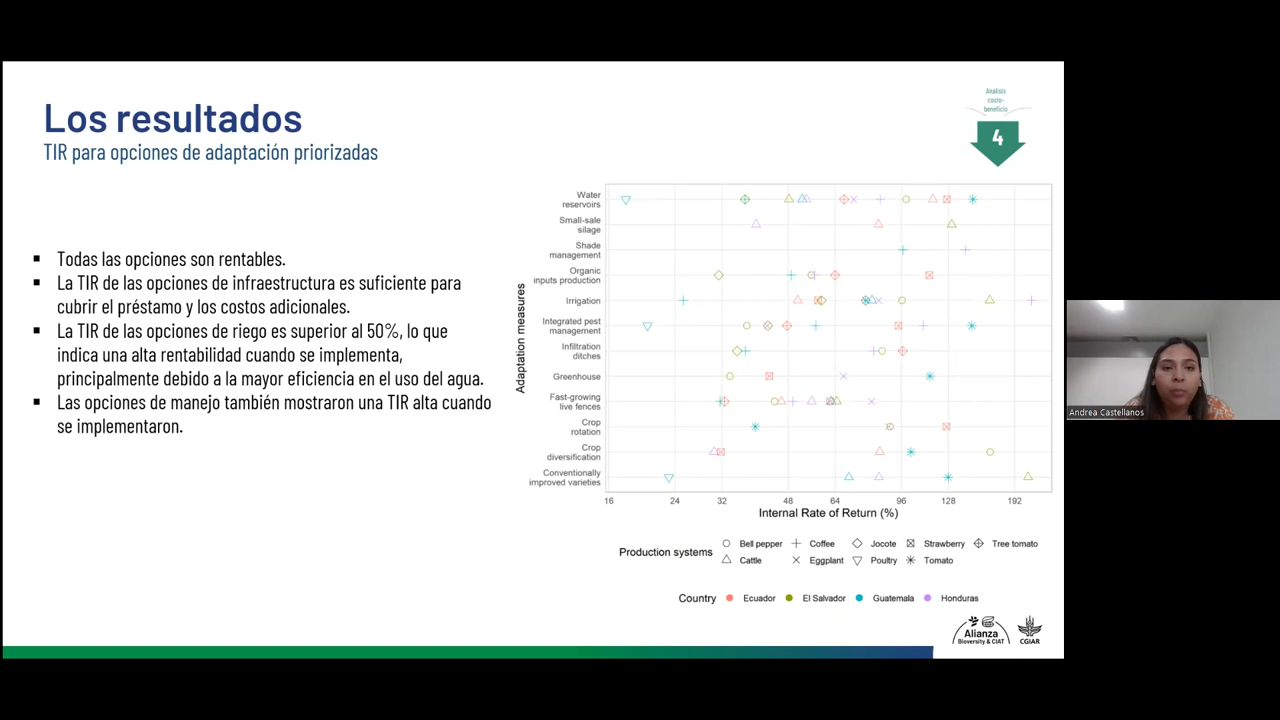 Los resultados
TIR para opciones de adaptación priorizadas
Análisis
costo-
beneficio
4
▪ Todas las opciones son rentables.
▪ La TIR de las opciones de infraestructura es suficiente para
cubrir el préstamo y los costos adicionales.
▪ La TIR de las opciones de riego es superior al 50%, lo que
indica una alta rentabilidad cuando se implementa,
principalmente debido a la mayor eficiencia en el uso del agua.
▪ Las opciones de manejo también mostraron una TIR alta cuando
se implementaron.
Adaptation measures
Water
reservoirs
Small-sale
silage
Shade
management
Organic
inputs production
Irrigation
Integrated pest
management
Infiltration
ditches
Greenhouse
Fast-growing
live fences
Crop
rotation
Crop
diversification
Conventionally
improved varieties
16 24 32 48 64 96 128 192
Internal Rate of Return (%)
Production systems
Bell pepper Coffee Jocote Strawberry Tree tomato
Cattle Eggplant Poultry Tomato
Country Ecuador El Salvador Guatemala Honduras
Alianza
Bioversity & CIAT
CGIAR
Andrea Castellanos